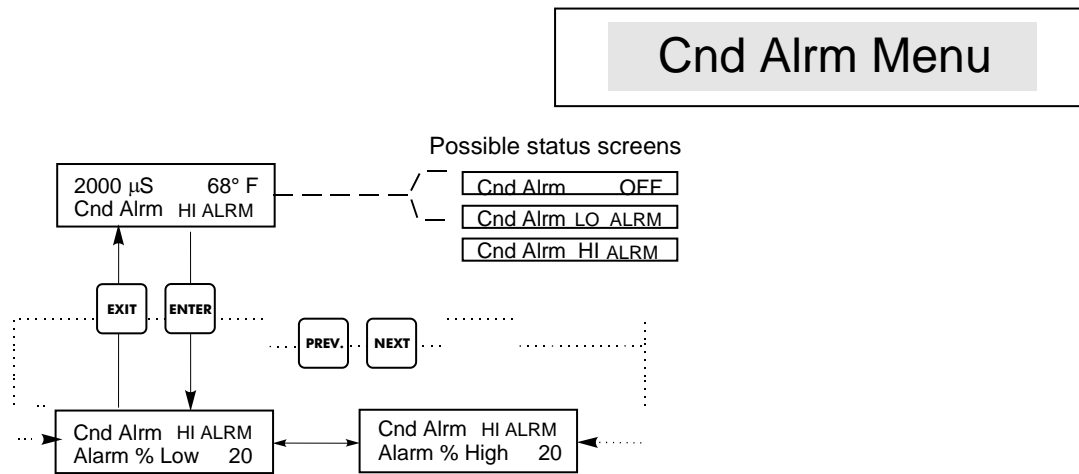 Cnd Alrm Menu
Possible status screens
2000 μS 68° F
Cnd Alrm HI ALRM
Cnd Alrm OFF
Cnd Alrm LO ALRM
Cnd Alrm HI ALRM
EXIT
ENTER
PREV.
NEXT
Cnd Alrm HI ALRM
Alarm % Low 20
Cnd Alrm HI ALRM
Alarm % High 20